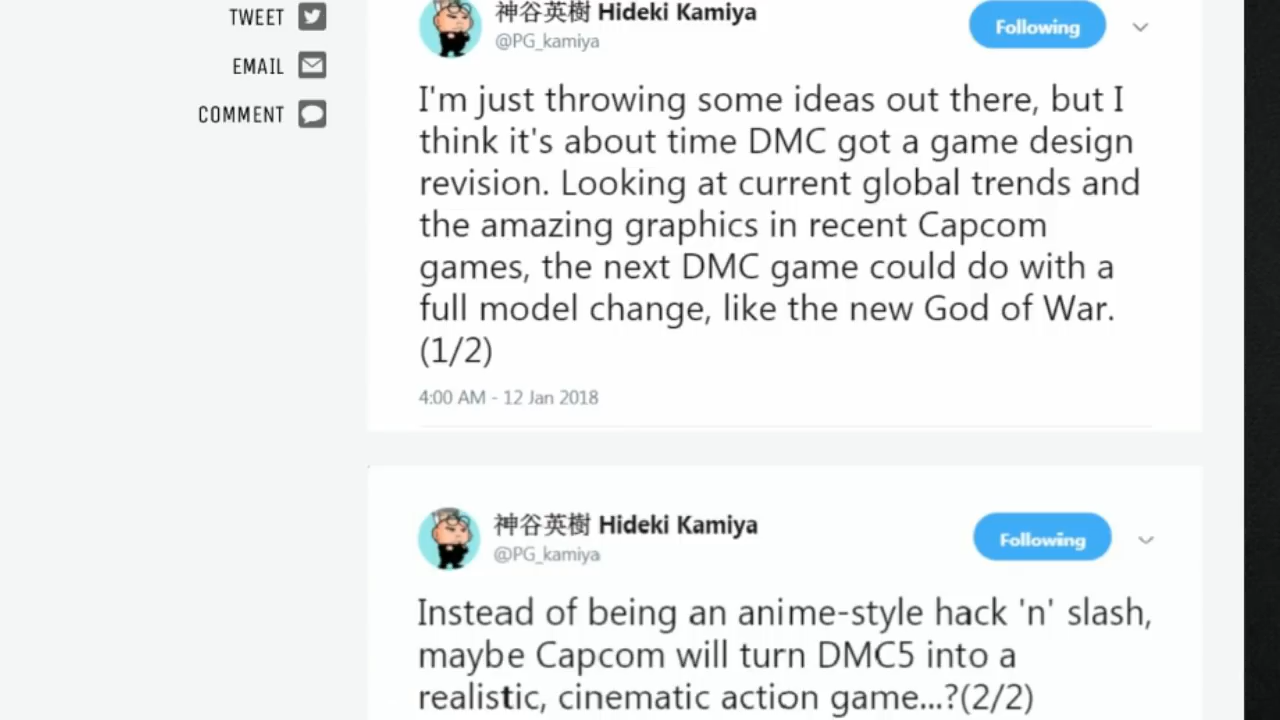 TWEET
EMAIL
COMMENT
神谷英樹 Hideki Kamiya
@PG_kamiya
Following
I'm just throwing some ideas out there, but I
think it's about time DMC got a game design
revision. Looking at current global trends and
the amazing graphics in recent Capcom
games, the next DMC game could do with a
full model change, like the new God of War.
(1/2)
4:00 AM - 12 Jan 2018
神谷英樹 Hideki Kamiya
@PG_kamiya
Following
Instead of being an anime-style hack 'n' slash,
maybe Capcom will turn DMC5 into a
realistic, cinematic action game...?(2/2)